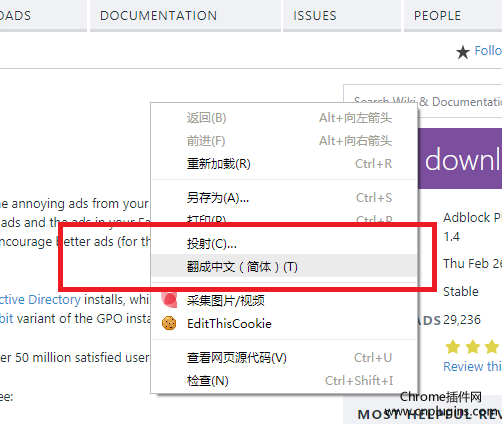 OADS DOCUMENTATION ISSUES PEOPLE
Follo
Search Wiki & Documentatio
返回(B) Alt+向左箭头
前进(F) Alt+向右箭头
重新加载(R) Ctrl+R
另存为(A)... Ctrl+S
打印(P)... Ctrl+P
投射(C)...
翻成中文（简体）(T)
采集图片/视频
EditThisCookie
查看网页源代码(V) Ctrl+U
检查(N) Ctrl+Shift+I
e annoying ads from your
ads and the ads in your Fa
ncourage better ads (for th
ctive Directory installs, whi
bit variant of the GPO insta
er 50 million satisfied user
ee:
downl
Adblock Pl
1.4
Thu Feb 26
Stable
ADS 29,236
Review this
Chrome插件网
www.cnplugins.com
MOST HELPFUL REV